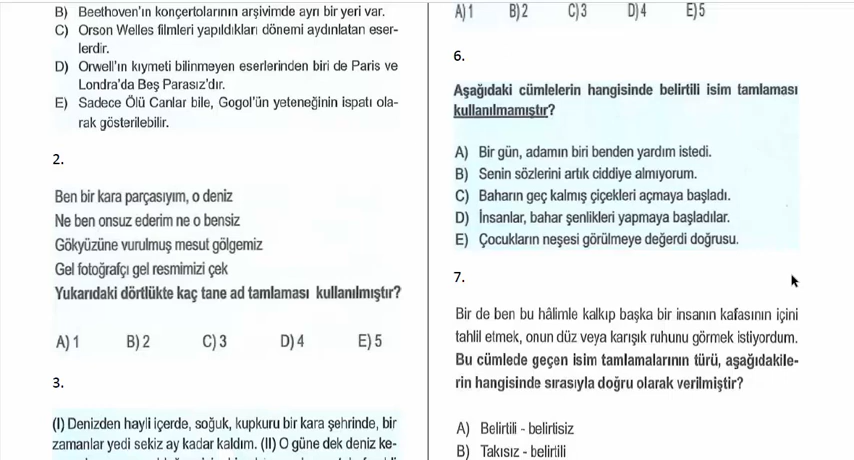 B) Beethoven'ın konçertolarının arşivimde ayrı bir yeri var.
C) Orson Welles filmleri yapıldıkları dönemi aydınlatan eser-
lerdir.
D) Orwell'ın kıymeti bilinmeyen eserlerinden biri de Paris ve
Londra'da Beş Parasız'dır.
E) Sadece Ölü Canlar bile, Gogol'ün yeteneğinin ispatı ola-
rak gösterilebilir.
2.
Ben bir kara parçasıyım, o deniz
Ne ben onsuz ederim ne o bensiz
Gökyüzüne vurulmuş mesut gölgemiz
Gel fotoğrafçı gel resmimizi çek
Yukarıdaki dörtlükte kaç tane ad tamlaması kullanılmıştır?
A) 1 B) 2 C) 3 D) 4 E) 5
3.
(I) Denizden hayli içerde, soğuk, kupkuru bir kara şehrinde, bir
zamanlar yedi sekiz ay kadar kaldım. (II) O güne dek deniz ke-
A) 1 B) 2 C) 3 D) 4 E) 5
6.
Aşağıdaki cümlelerin hangisinde belirtili isim tamlaması
kullanılmamıştır?
A) Bir gün, adamın biri benden yardım istedi.
B) Senin sözlerini artık ciddiye almıyorum.
C) Baharın geç kalmış çiçekleri açmaya başladı.
D) İnsanlar, bahar şenlikleri yapmaya başladılar.
E) Çocukların neşesi görülmeye değerdi doğrusu.
7.
Bir de ben bu hâlimle kalkıp başka bir insanın kafasının içini
tahlil etmek, onun düz veya karışık ruhunu görmek istiyordum.
Bu cümlede geçen isim tamlamalarının türü, aşağıdakile-
rin hangisinde sırasıyla doğru olarak verilmiştir?
A) Belirtili - belirtisiz
B) Takısız - belirtili